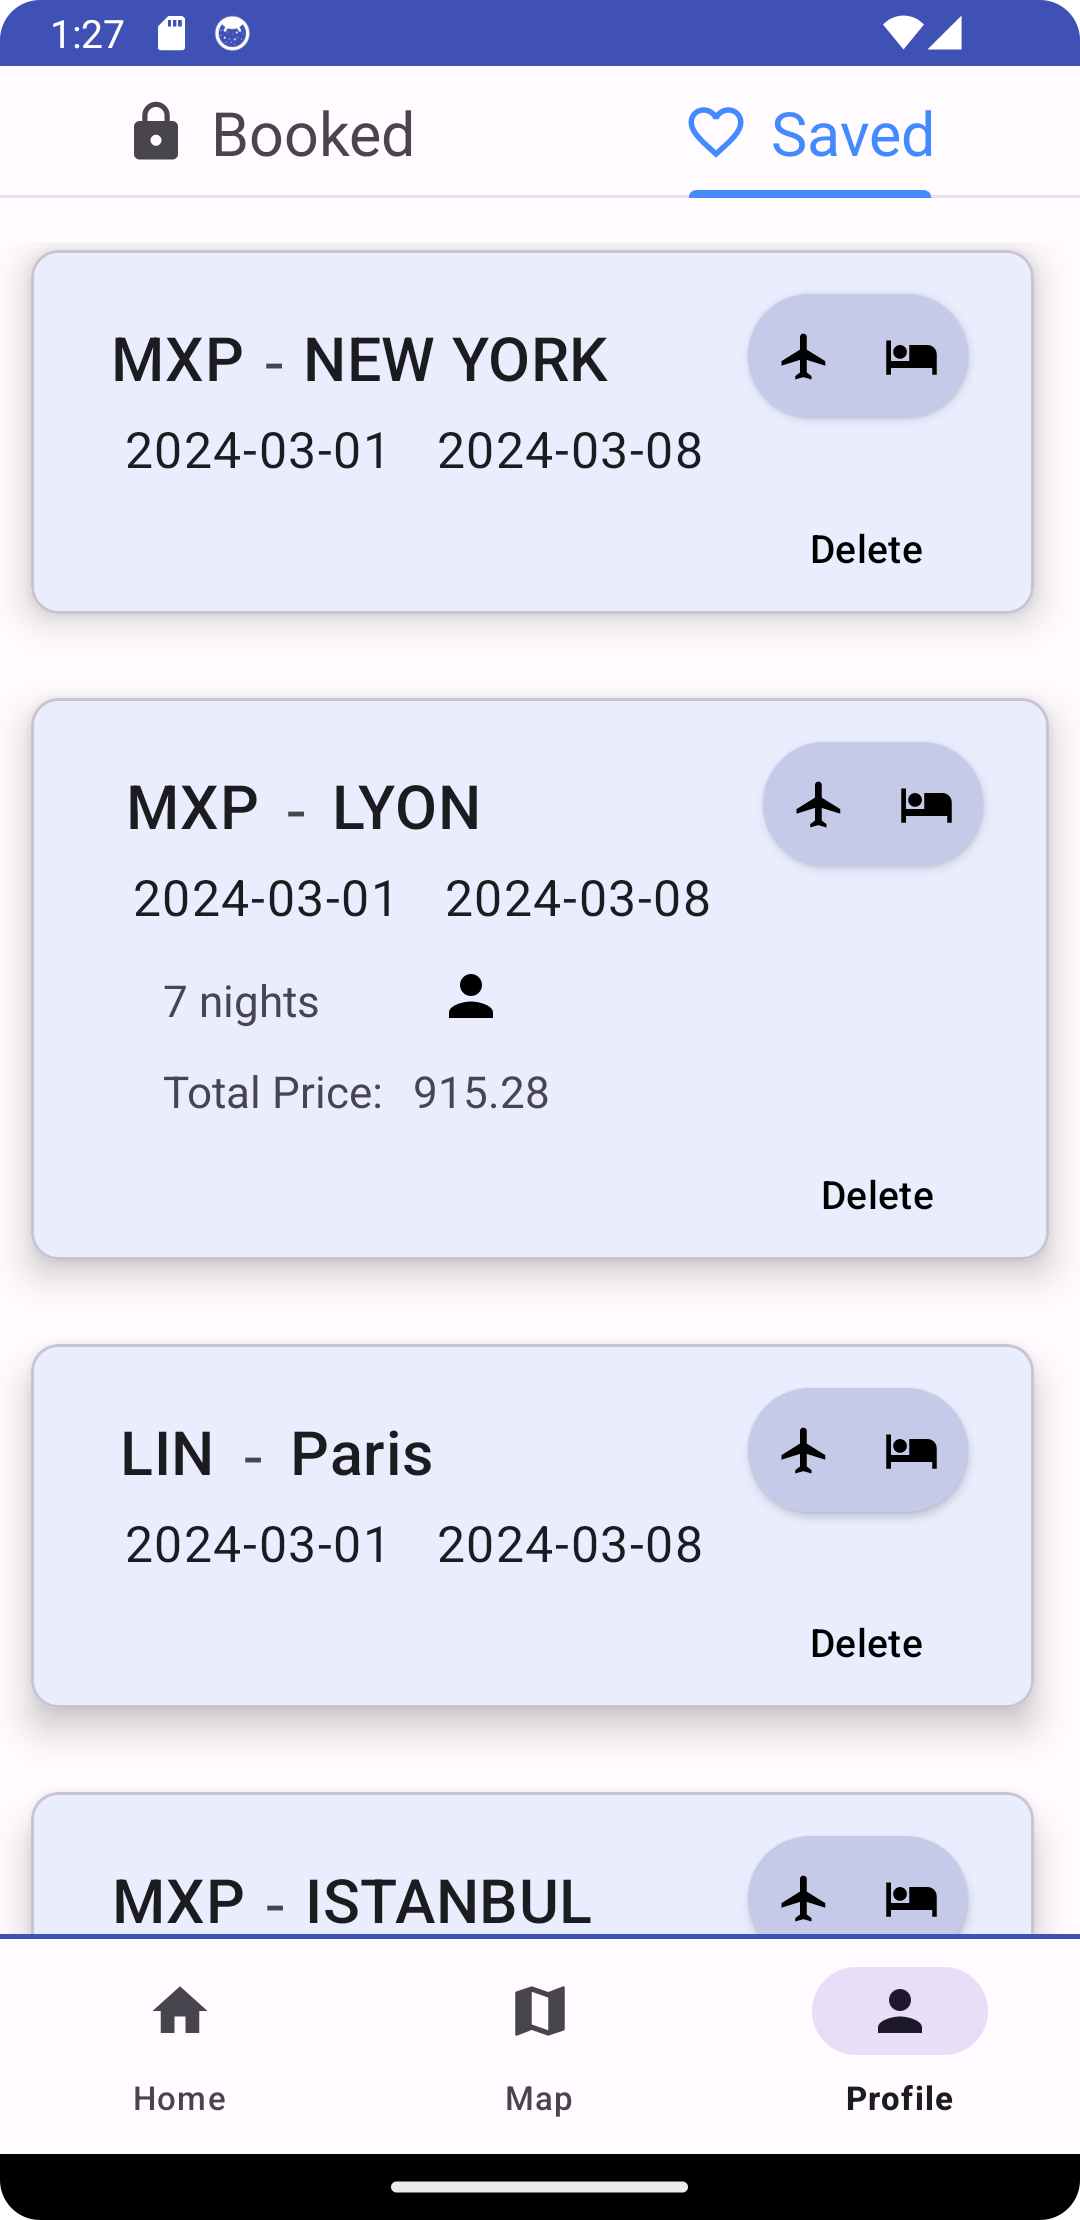 1:27
Booked Saved
MXP - NEW YORK
2024-03-01 2024-03-08
Delete
MXP - LYON
2024-03-01 2024-03-08
7 nights
Total Price: 915.28
Delete
LIN - Paris
2024-03-01 2024-03-08
Delete
MXP - ISTANBUL
Home Map Profile